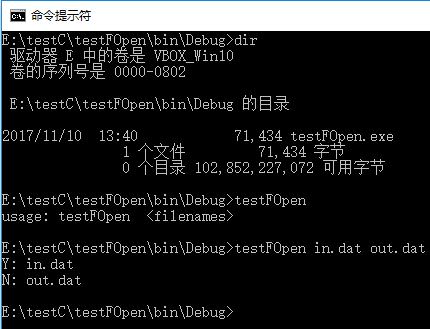 命令提示符
E:\testC\testFOpen\bin\Debug>dir
驱动器 E 中的卷是 VBOX_Win10
卷的序列号是 0000-0802
E:\testC\testFOpen\bin\Debug 的目录
2017/11/10  13:40            71,434 testFOpen.exe
1 个文件         71,434 字节
0 个目录 102,852,227,072 可用字节
E:\testC\testFOpen\bin\Debug>testFOpen
usage: testFOpen  <filenames>
E:\testC\testFOpen\bin\Debug>testFOpen in.dat out.dat
Y: in.dat
N: out.dat
E:\testC\testFOpen\bin\Debug>